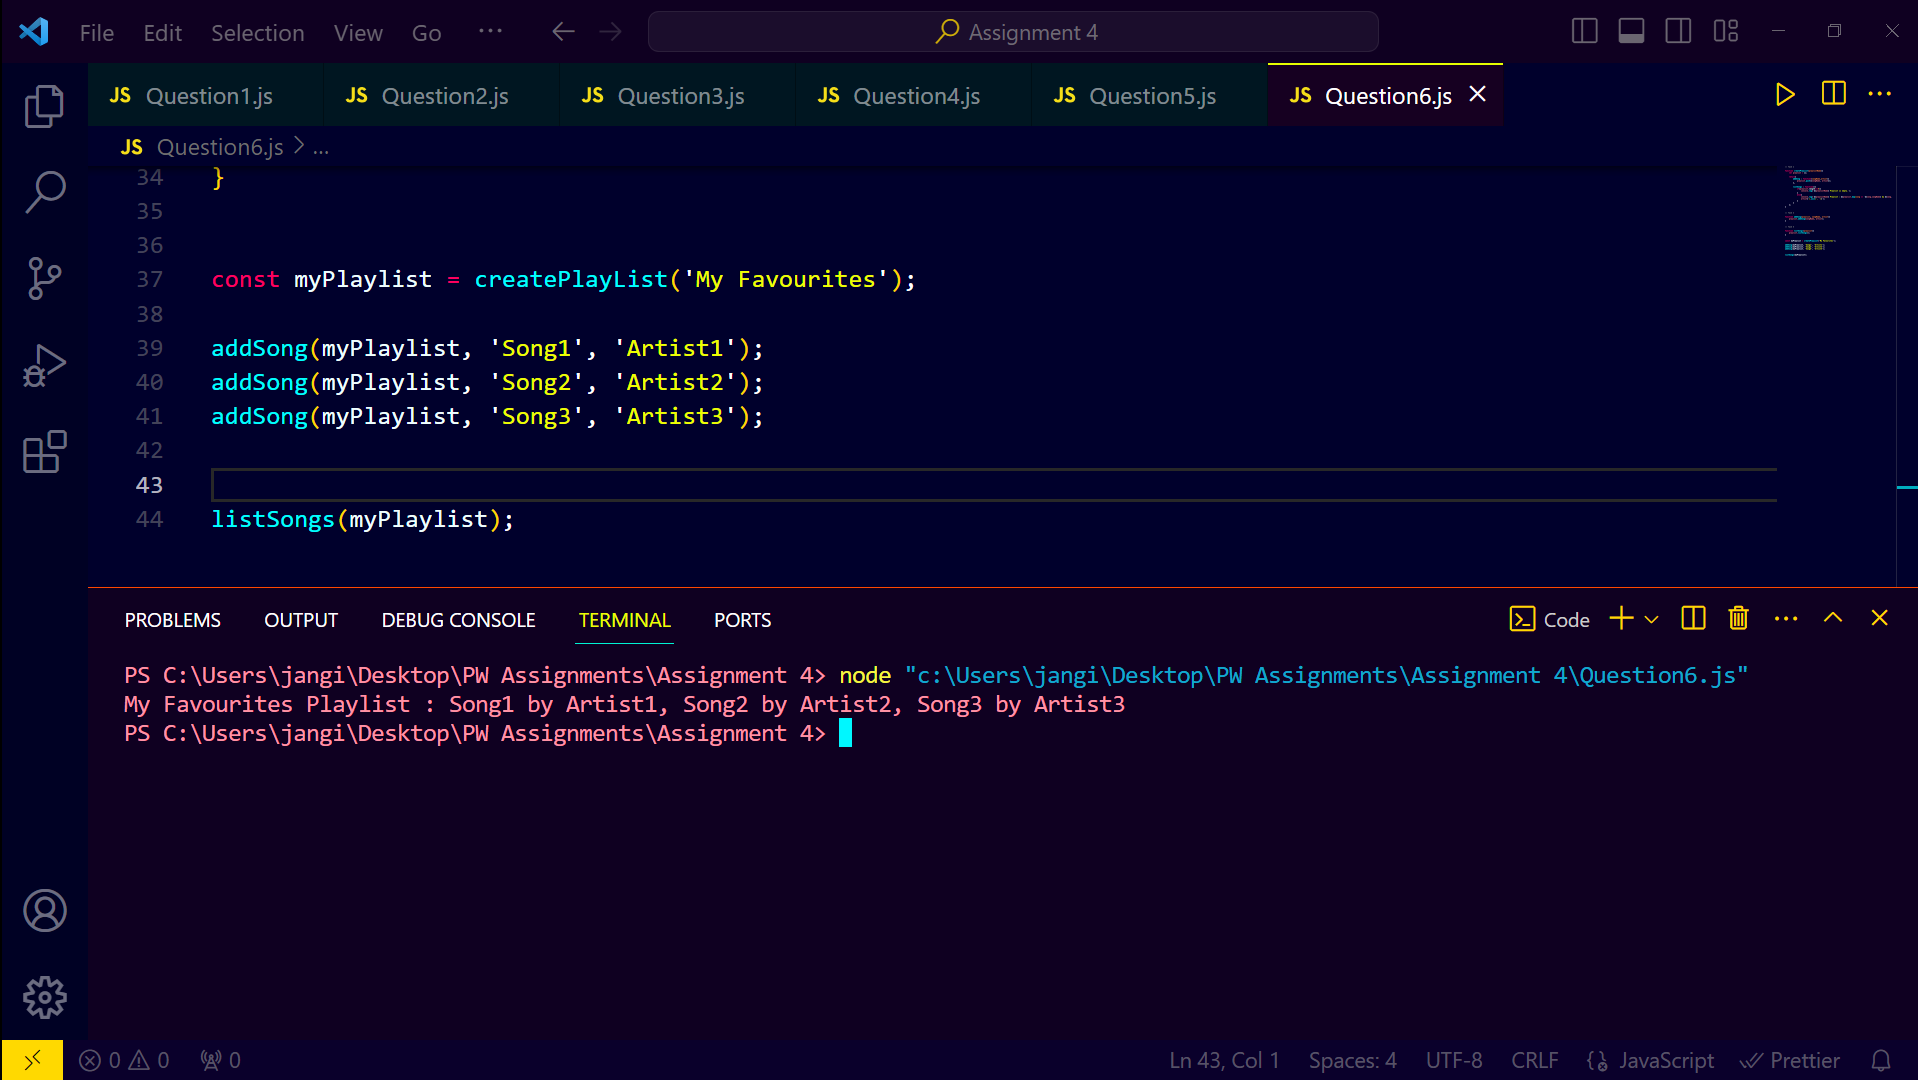 File Edit Selection View Go ... Assignment 4
JS Question1.js JS Question2.js JS Question3.js JS Question4.js JS Question5.js JS Question6.js
JS Question6.js > ...
34 }
35
36
37 const myPlaylist = createPlayList('My Favourites');
38
39 addSong(myPlaylist, 'Song1', 'Artist1');
40 addSong(myPlaylist, 'Song2', 'Artist2');
41 addSong(myPlaylist, 'Song3', 'Artist3');
42
43
44 listSongs(myPlaylist);
PROBLEMS OUTPUT DEBUG CONSOLE TERMINAL PORTS Code
PS C:\Users\jangi\Desktop\PW Assignments\Assignment 4> node "c:\Users\jangi\Desktop\PW Assignments\Assignment 4\Question6.js"
My Favourites Playlist : Song1 by Artist1, Song2 by Artist2, Song3 by Artist3
PS C:\Users\jangi\Desktop\PW Assignments\Assignment 4>
0 0 0 Ln 43, Col 1 Spaces: 4 UTF-8 CRLF JavaScript Prettier